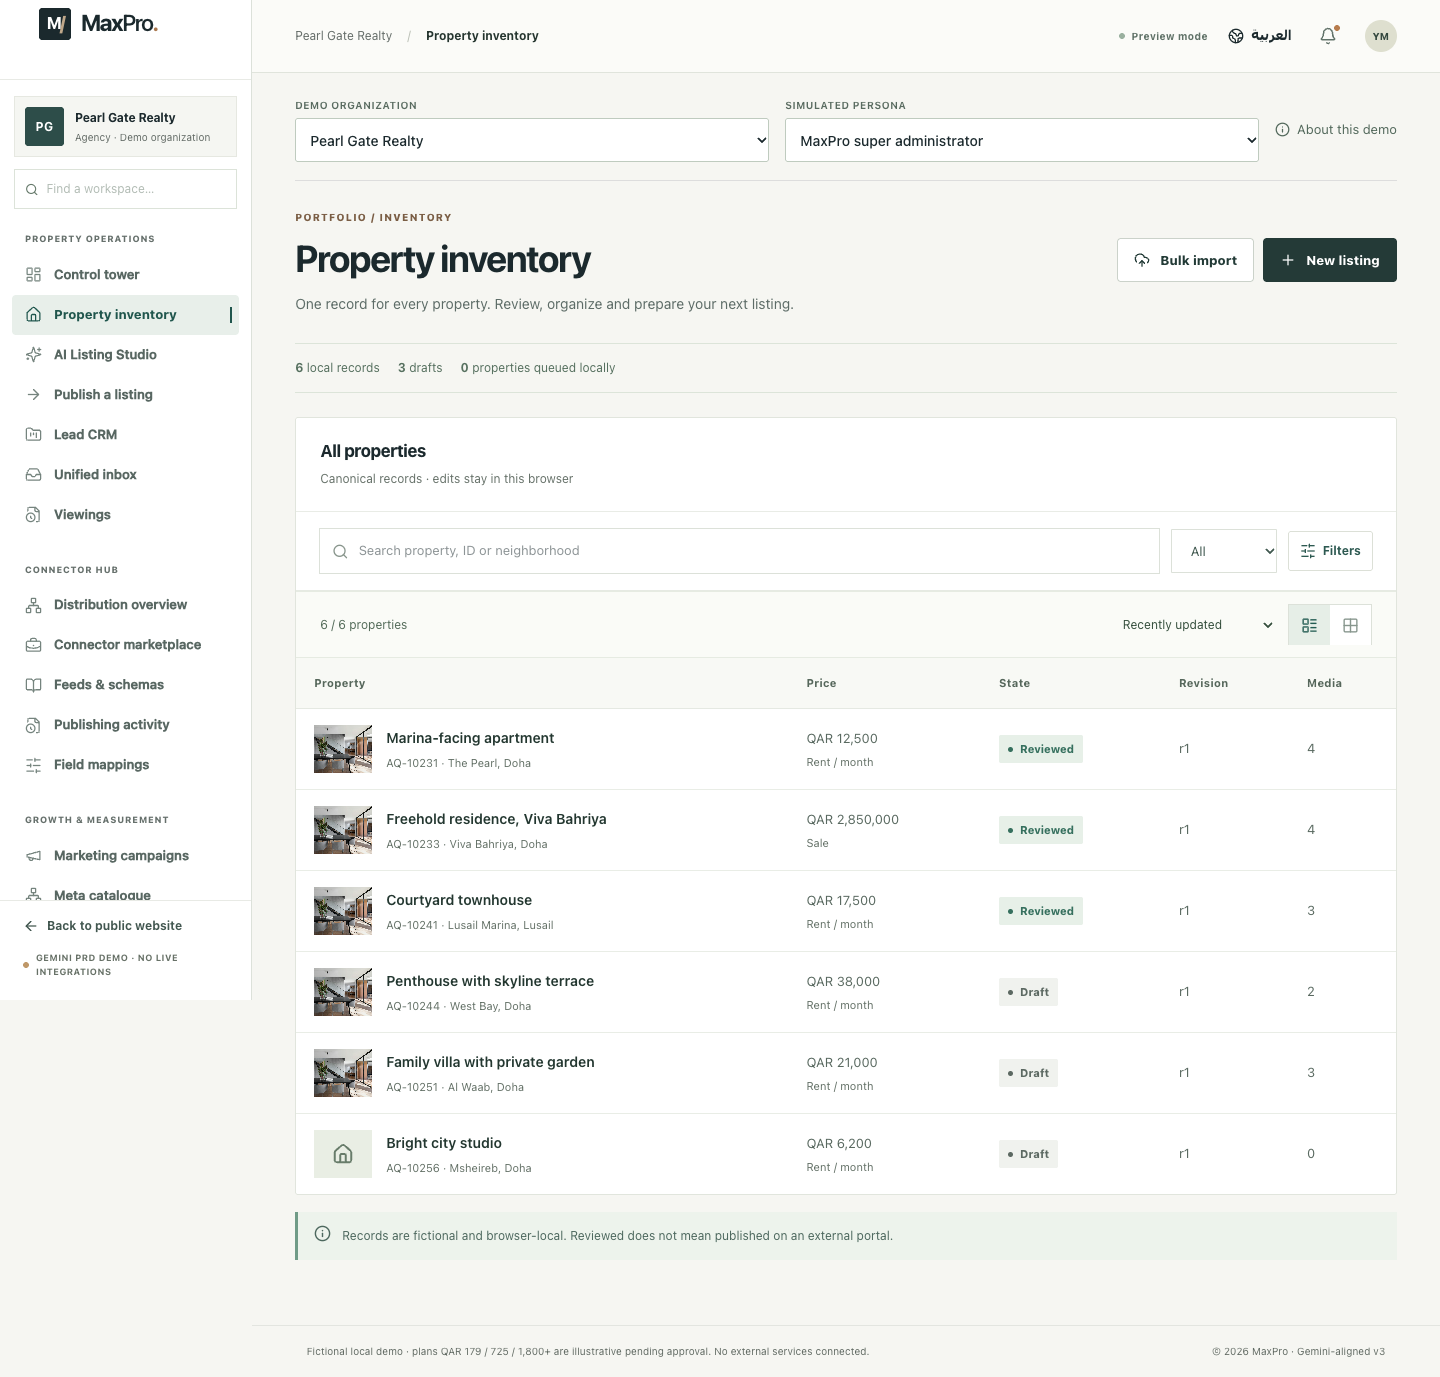 M/ MaxPro.
PG
Pearl Gate Realty
Agency · Demo organization
Find a workspace...
PROPERTY OPERATIONS
Control tower
Property inventory
AI Listing Studio
Publish a listing
Lead CRM
Unified inbox
Viewings
CONNECTOR HUB
Distribution overview
Connector marketplace
Feeds & schemas
Publishing activity
Field mappings
GROWTH & MEASUREMENT
Marketing campaigns
Meta catalogue
Back to public website
GEMINI PRD DEMO · NO LIVE
INTEGRATIONS
Pearl Gate Realty / Property inventory
Preview mode
العربية
YM
DEMO ORGANIZATION
Pearl Gate Realty
SIMULATED PERSONA
MaxPro super administrator
About this demo
PORTFOLIO / INVENTORY
Property inventory
Bulk import
New listing
One record for every property. Review, organize and prepare your next listing.
6 local records 3 drafts 0 properties queued locally
All properties
Canonical records · edits stay in this browser
Search property, ID or neighborhood
All
Filters
6 / 6 properties
Recently updated
Property Price State Revision Media
Marina-facing apartment
AQ-10231 · The Pearl, Doha
QAR 12,500
Rent / month
Reviewed
r1
4
Freehold residence, Viva Bahriya
AQ-10233 · Viva Bahriya, Doha
QAR 2,850,000
Sale
Reviewed
r1
4
Courtyard townhouse
AQ-10241 · Lusail Marina, Lusail
QAR 17,500
Rent / month
Reviewed
r1
3
Penthouse with skyline terrace
AQ-10244 · West Bay, Doha
QAR 38,000
Rent / month
Draft
r1
2
Family villa with private garden
AQ-10251 · Al Waab, Doha
QAR 21,000
Rent / month
Draft
r1
3
Bright city studio
AQ-10256 · Msheireb, Doha
QAR 6,200
Rent / month
Draft
r1
0
Records are fictional and browser-local. Reviewed does not mean published on an external portal.
Fictional local demo · plans QAR 179 / 725 / 1,800+ are illustrative pending approval. No external services connected.
© 2026 MaxPro · Gemini-aligned v3